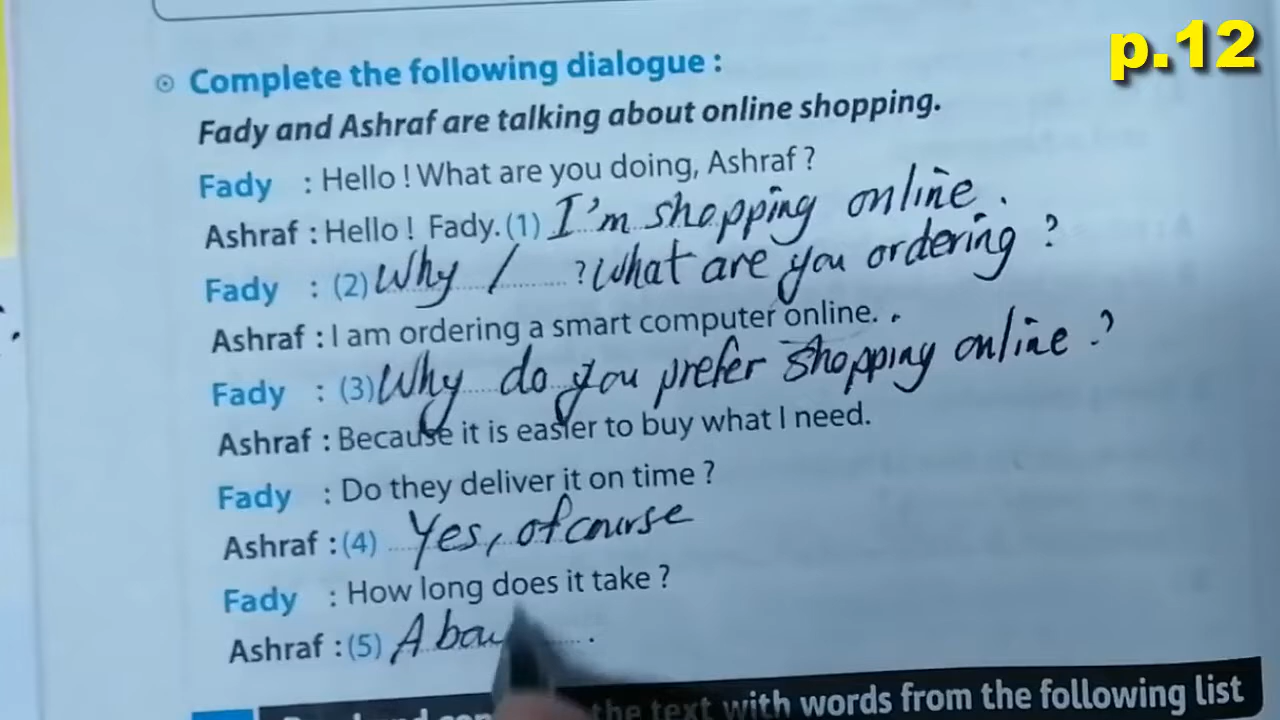 p.12
Complete the following dialogue :
Fady and Ashraf are talking about online shopping.
Fady : Hello ! What are you doing, Ashraf ?
Ashraf : Hello ! Fady. (1) I'm shopping online .
Fady : (2) Why / ? What are you ordering ?
Ashraf : I am ordering a smart computer online.
Fady : (3) Why do you prefer shopping online ?
Ashraf : Because it is easier to buy what I need.
Fady : Do they deliver it on time ?
Ashraf : (4) Yes, of course
Fady : How long does it take ?
Ashraf : (5) Abou .
the text with words from the following list